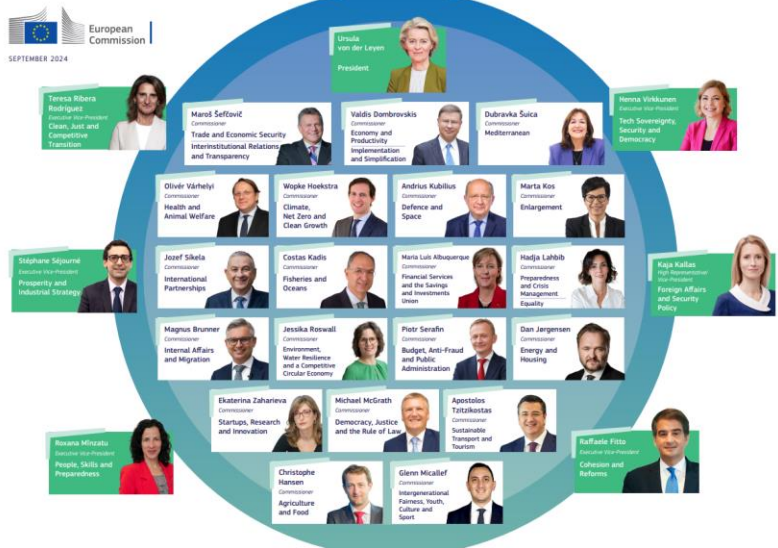 European
Commission
SEPTEMBER 2024
Ursula
von der Leyen
President
Teresa Ribera
Rodríguez
Executive Vice-President
Clean, Just and
Competitive
Transition
Maroš Šefčovič
Commissioner
Trade and Economic Security
Interinstitutional Relations
and Transparency
Valdis Dombrovskis
Commissioner
Economy and
Productivity
Implementation
and Simplification
Dubravka Šuica
Commissioner
Mediterranean
Henna Virkkunen
Executive Vice-President
Tech Sovereignty,
Security and
Democracy
Olivér Várhelyi
Commissioner
Health and
Animal Welfare
Wopke Hoekstra
Commissioner
Climate,
Net Zero and
Clean Growth
Andrius Kubilius
Commissioner
Defence and
Space
Marta Kos
Commissioner
Enlargement
Stéphane Séjourné
Executive Vice-President
Prosperity and
Industrial Strategy
Jozef Síkela
Commissioner
International
Partnerships
Costas Kadis
Commissioner
Fisheries and
Oceans
Maria Luís Albuquerque
Commissioner
Financial Services
and the Savings
and Investments
Union
Hadja Lahbib
Commissioner
Preparedness
and Crisis
Management
Equality
Kaja Kallas
High Representative/
Vice-President
Foreign Affairs
and Security
Policy
Magnus Brunner
Commissioner
Internal Affairs
and Migration
Jessika Roswall
Commissioner
Environment,
Water Resilience
and a Competitive
Circular Economy
Piotr Serafin
Commissioner
Budget, Anti-Fraud
and Public
Administration
Dan Jørgensen
Commissioner
Energy and
Housing
Roxana Mînzatu
Executive Vice-President
People, Skills and
Preparedness
Ekaterina Zaharieva
Commissioner
Startups, Research
and Innovation
Michael McGrath
Commissioner
Democracy, Justice
and the Rule of Law
Apostolos
Tzitzikostas
Commissioner
Sustainable
Transport and
Tourism
Raffaele Fitto
Executive Vice-President
Cohesion and
Reforms
Christophe
Hansen
Commissioner
Agriculture
and Food
Glenn Micallef
Commissioner
Intergenerational
Fairness, Youth,
Culture and
Sport